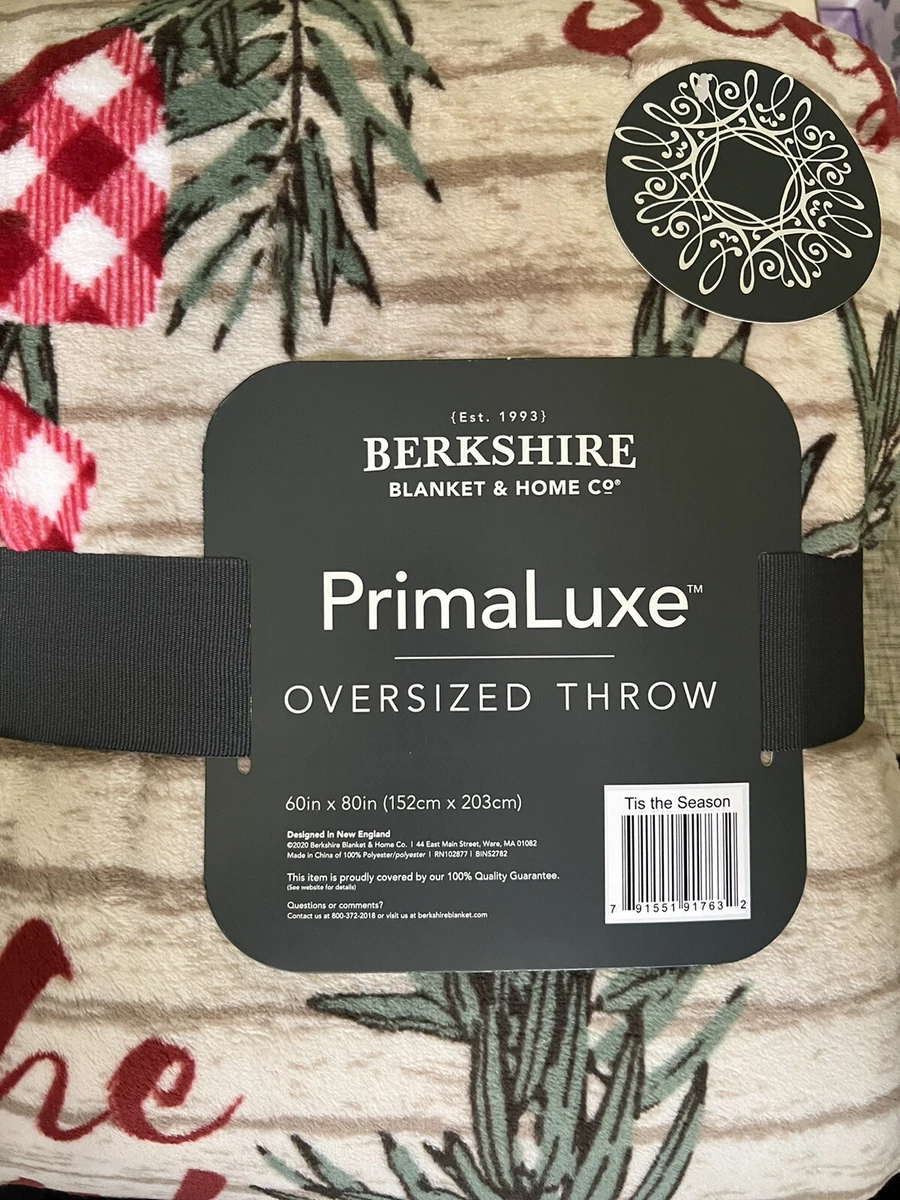 Seaso
{Est. 1993}
BERKSHIRE
BLANKET & HOME Cº®
PrimaLuxe™
OVERSIZED THROW
60in x 80in (152cm x 203cm)
Tis the Season
Designed in New England
©2020 Berkshire Blanket & Home Co. | 44 East Main Street, Ware, MA 01082
Made in China of 100% Polyester/polyester | RN102877 | BINS2782
This item is proudly covered by our 100% Quality Guarantee.
(See website for details)
Questions or comments?
Contact us at 800-372-2018 or visit us at berkshireblanket.com
7 91551 91763 2
he